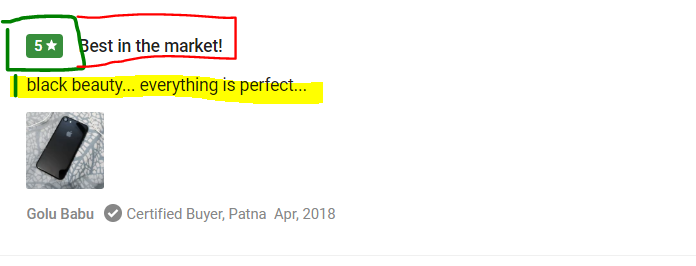 5★ Best in the market!
black beauty... everything is perfect...
Golu Babu Certified Buyer, Patna Apr, 2018